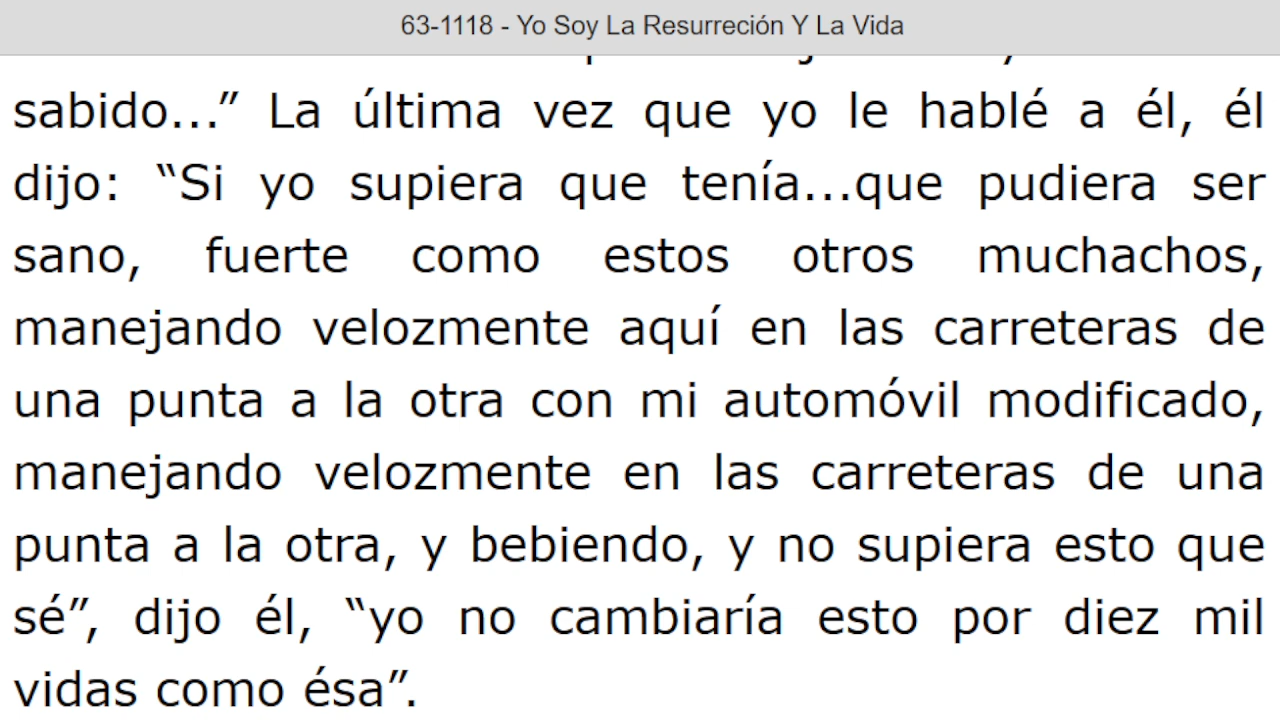 63-1118 - Yo Soy La Resurreción Y La Vida
sabido...” La última vez que yo le hablé a él, él
dijo: “Si yo supiera que tenía...que pudiera ser
sano, fuerte como estos otros muchachos,
manejando velozmente aquí en las carreteras de
una punta a la otra con mi automóvil modificado,
manejando velozmente en las carreteras de una
punta a la otra, y bebiendo, y no supiera esto que
sé”, dijo él, “yo no cambiaría esto por diez mil
vidas como ésa”.